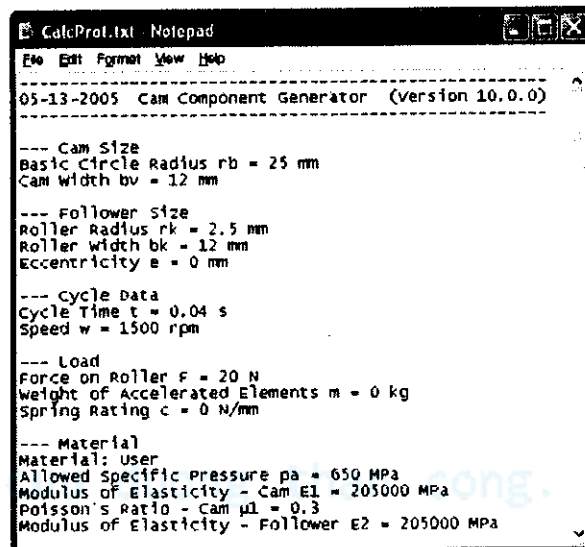 CalcProt.txt - Notepad
File Edit Format View Help
05-13-2005 Cam Component Generator (Version 10.0.0)
--- Cam Size
Basic Circle Radius rb = 25 mm
Cam Width bv = 12 mm
--- Follower Size
Roller Radius rk = 2.5 mm
Roller Width bk = 12 mm
Eccentricity e = 0 mm
--- Cycle Data
Cycle Time t = 0.04 s
Speed w = 1500 rpm
--- Load
Force on Roller F = 20 N
Weight of Accelerated Elements m = 0 kg
Spring Rating c = 0 N/mm
--- Material
Material: User
Allowed Specific Pressure pa = 650 MPa
Modulus of Elasticity - Cam E1 = 205000 MPa
Poisson's Ratio - Cam µ1 = 0.3
Modulus of Elasticity - Follower E2 = 205000 MPa
cong.